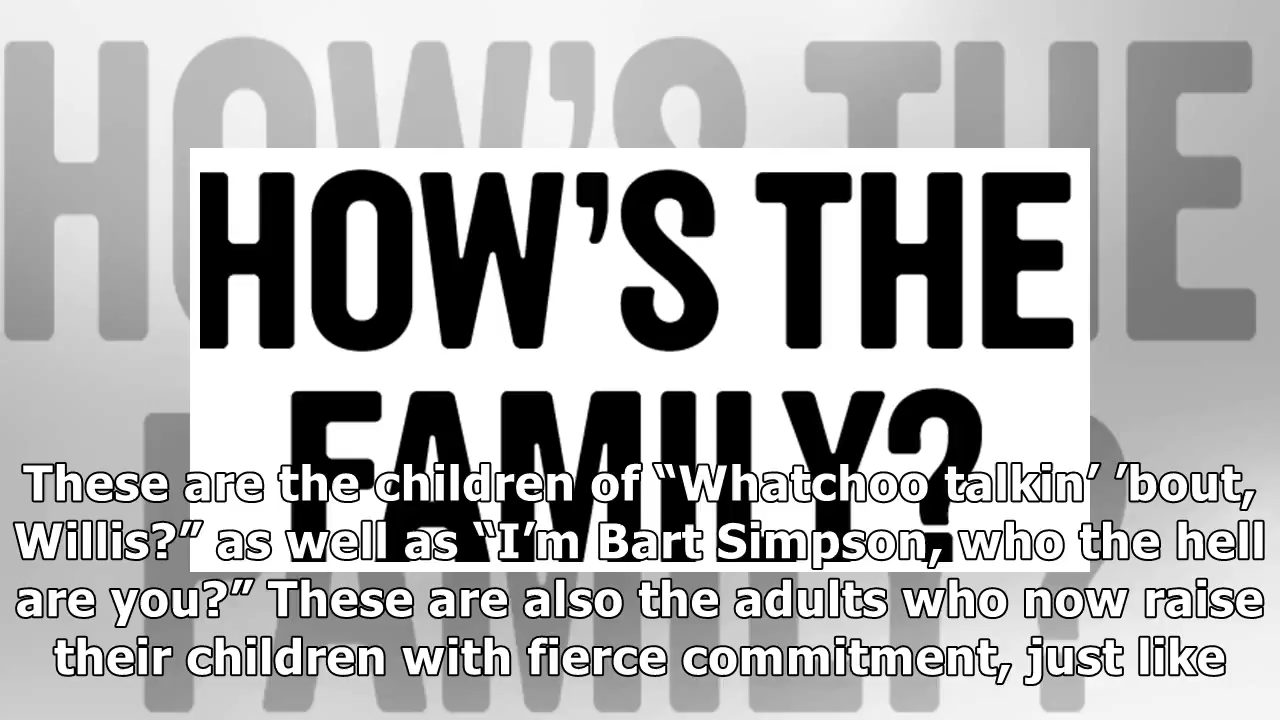 HOW’S THE
FAMILY?
These are the children of “Whatchoo talkin’ ’bout,
Willis?” as well as “I’m Bart Simpson, who the hell
are you?” These are also the adults who now raise
their children with fierce commitment, just like